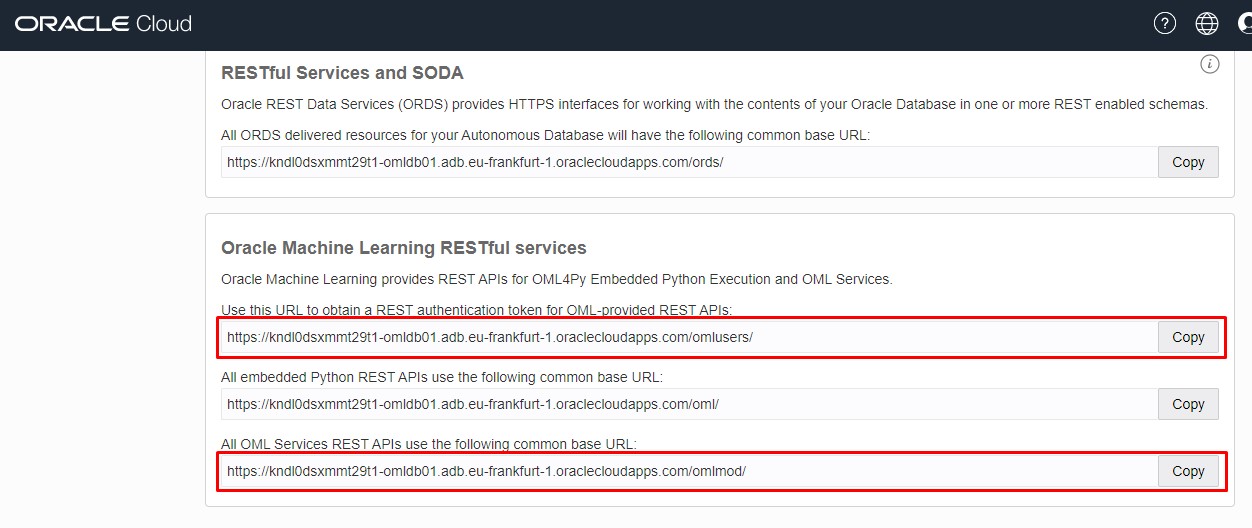 ORACLE Cloud
RESTful Services and SODA
Oracle REST Data Services (ORDS) provides HTTPS interfaces for working with the contents of your Oracle Database in one or more REST enabled schemas.
All ORDS delivered resources for your Autonomous Database will have the following common base URL:
https://kndl0dsxmmt29t1-omldb01.adb.eu-frankfurt-1.oraclecloudapps.com/ords/ Copy
Oracle Machine Learning RESTful services
Oracle Machine Learning provides REST APIs for OML4Py Embedded Python Execution and OML Services.
Use this URL to obtain a REST authentication token for OML-provided REST APIs:
https://kndl0dsxmmt29t1-omldb01.adb.eu-frankfurt-1.oraclecloudapps.com/omlusers/ Copy
All embedded Python REST APIs use the following common base URL:
https://kndl0dsxmmt29t1-omldb01.adb.eu-frankfurt-1.oraclecloudapps.com/oml/ Copy
All OML Services REST APIs use the following common base URL:
https://kndl0dsxmmt29t1-omldb01.adb.eu-frankfurt-1.oraclecloudapps.com/omlmod/ Copy